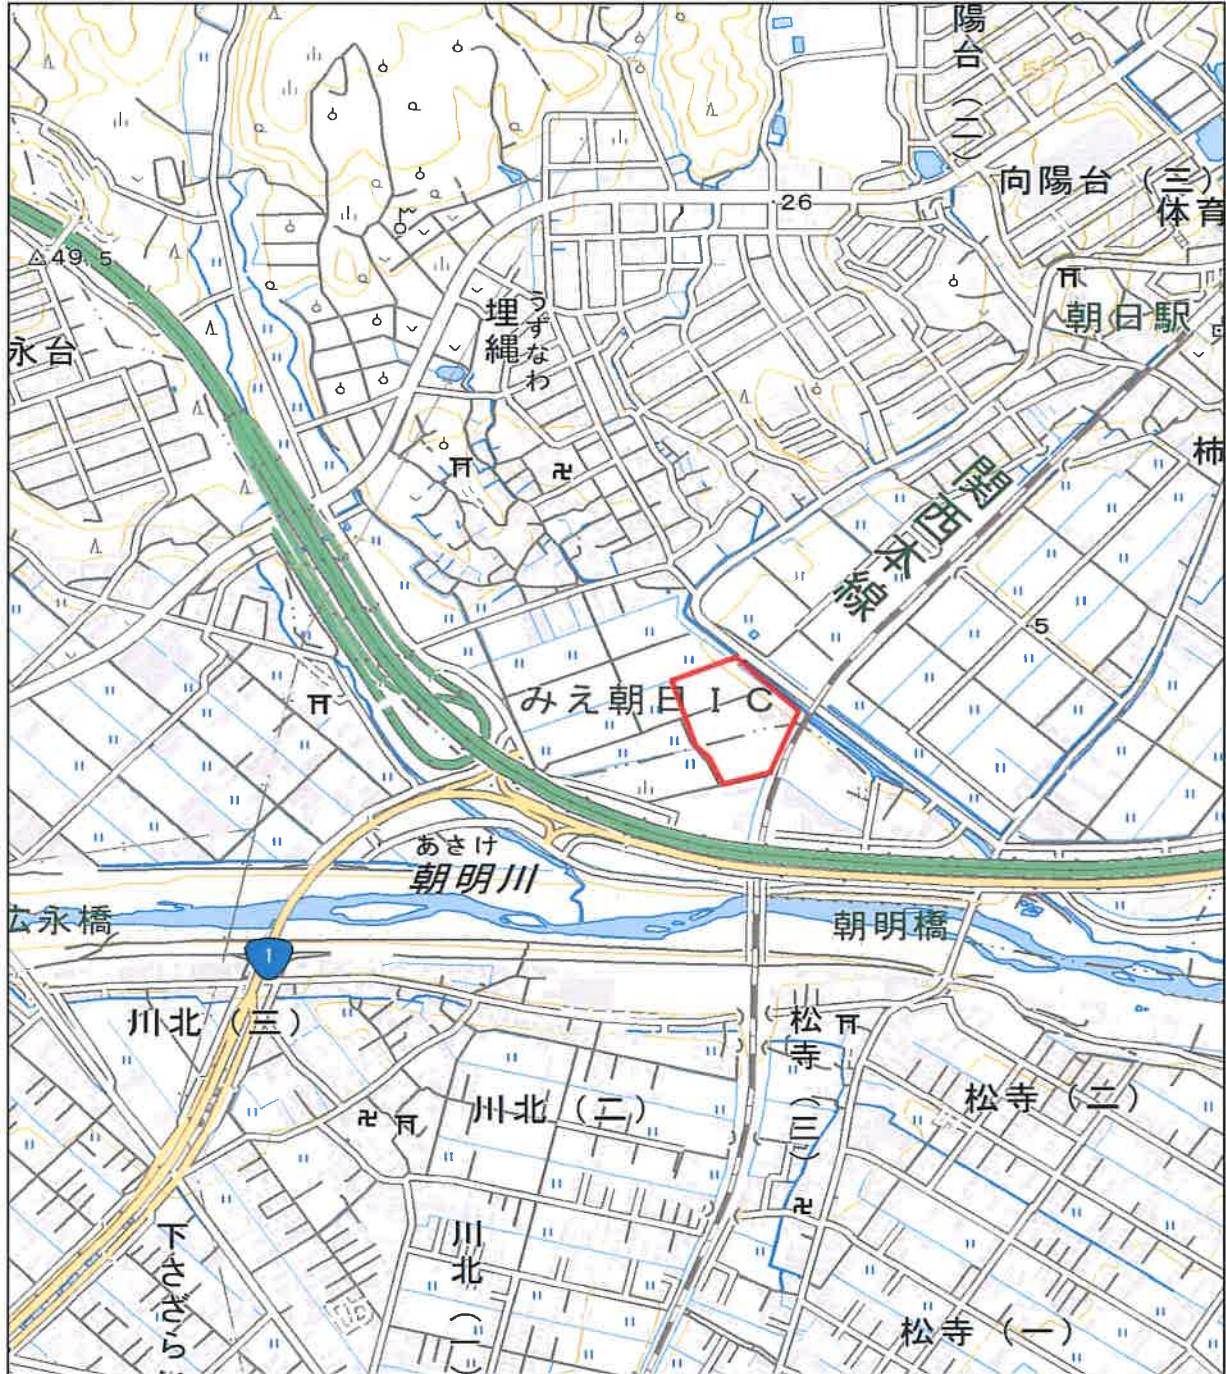 陽台（二）
向陽台（三）
体育
26
49.5
永台
うずなわ
埋縄
朝日駅
柿
関西本線
5
みえ朝日IC
あさけ
朝明川
広永橋
朝明橋
1
川北（三）
松寺（三）
川北（二）
松寺（二）
下さざら
川北（一）
松寺（一）